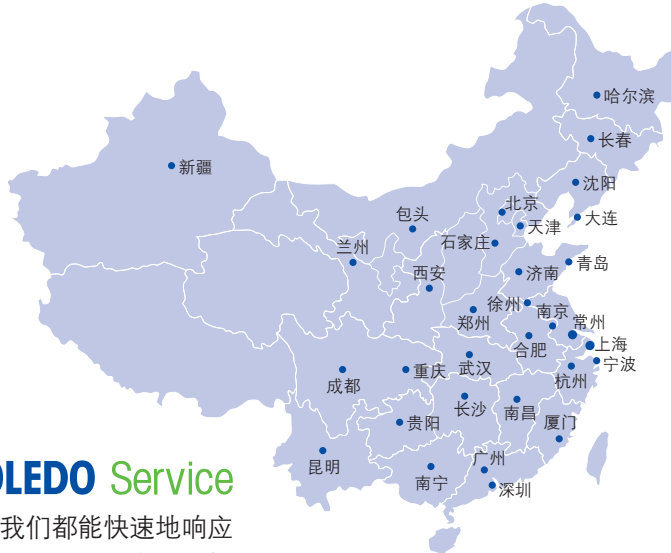 哈尔滨
长春
新疆
沈阳
北京
包头
大连
天津
石家庄
兰州
青岛
济南
西安
徐州
南京
郑州
常州
上海
合肥
宁波
武汉
重庆
杭州
成都
长沙
南昌
贵阳
厦门
广州
昆明
南宁
深圳
OLEDO Service
我们都能快速地响应